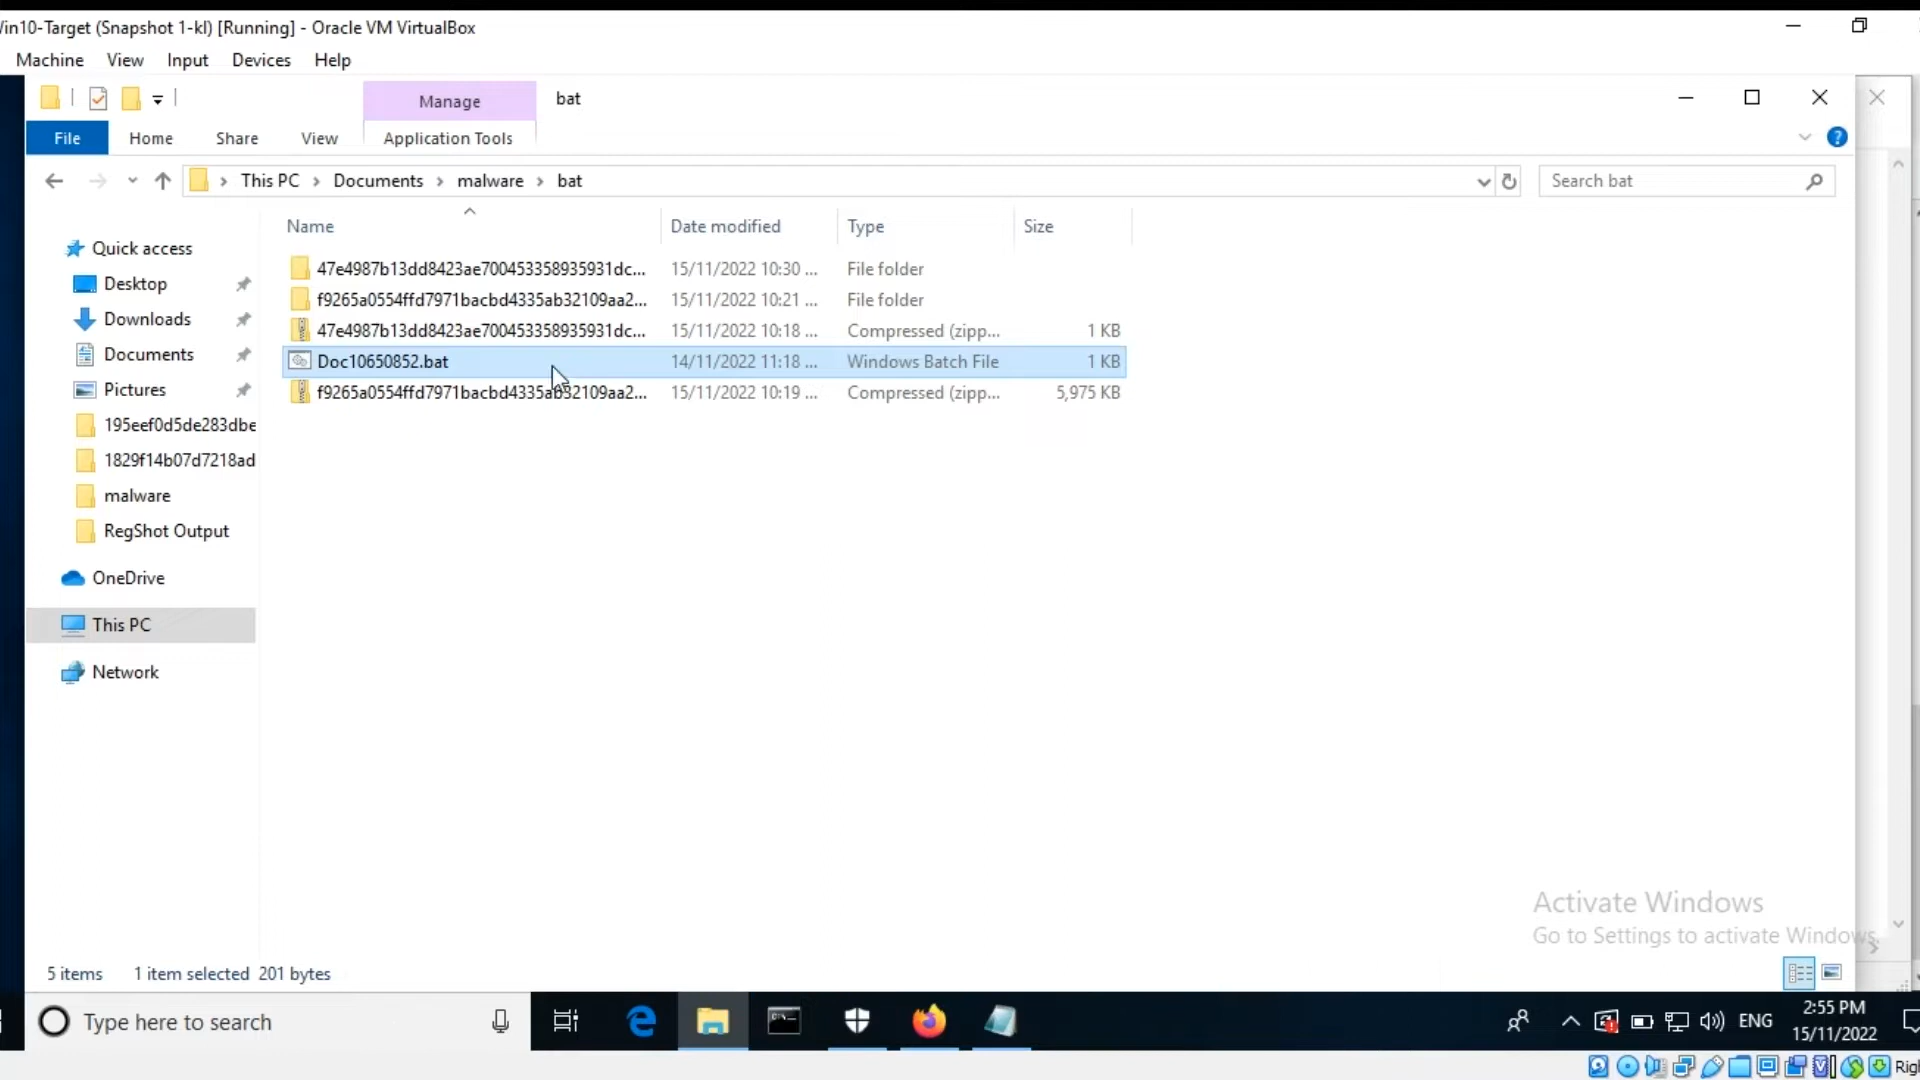 in10-Target (Snapshot 1-kl) [Running] - Oracle VM VirtualBox
Machine View Input Devices Help
Manage bat
File Home Share View Application Tools
This PC Documents malware bat
Search bat
Name Date modified Type Size
47e4987b13dd8423ae700453358935931dc... 15/11/2022 10:30 ... File folder
f9265a0554ffd7971bacbd4335ab32109aa2... 15/11/2022 10:21 ... File folder
47e4987b13dd8423ae700453358935931dc... 15/11/2022 10:18 ... Compressed (zipp... 1 KB
Doc10650852.bat 14/11/2022 11:18 ... Windows Batch File 1 KB
f9265a0554ffd7971bacbd4335ab32109aa2... 15/11/2022 10:19 ... Compressed (zipp... 5,975 KB
Quick access
Desktop
Downloads
Documents
Pictures
195eef0d5de283dbe
1829f14b07d7218ad
malware
RegShot Output
OneDrive
This PC
Network
Activate Windows
Go to Settings to activate Windows.
5 items 1 item selected 201 bytes
Type here to search
ENG
2:55 PM
15/11/2022
Rig